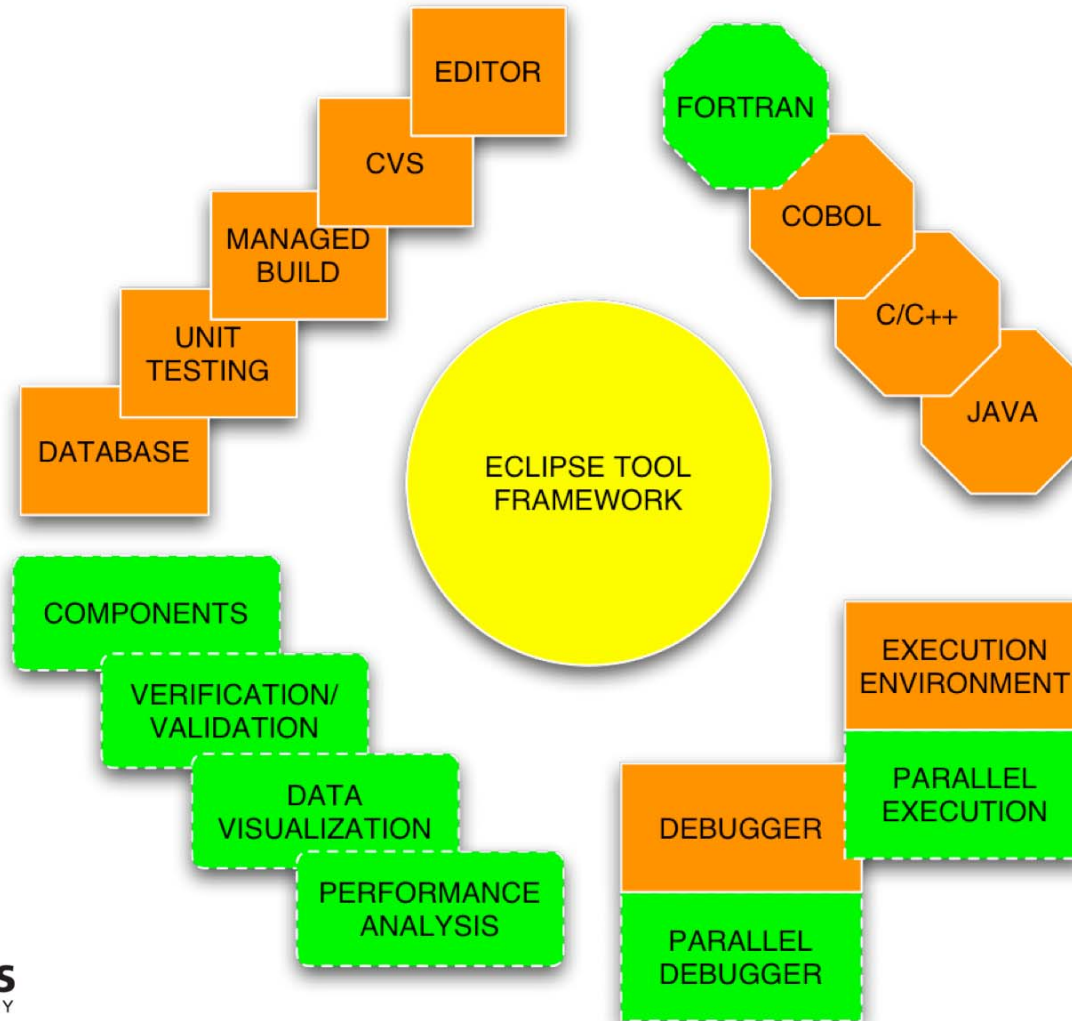 EDITOR
CVS
MANAGED
BUILD
UNIT
TESTING
DATABASE
FORTRAN
COBOL
C/C++
JAVA
ECLIPSE TOOL
FRAMEWORK
COMPONENTS
VERIFICATION/
VALIDATION
DATA
VISUALIZATION
PERFORMANCE
ANALYSIS
EXECUTION
ENVIRONMENT
PARALLEL
EXECUTION
DEBUGGER
PARALLEL
DEBUGGER